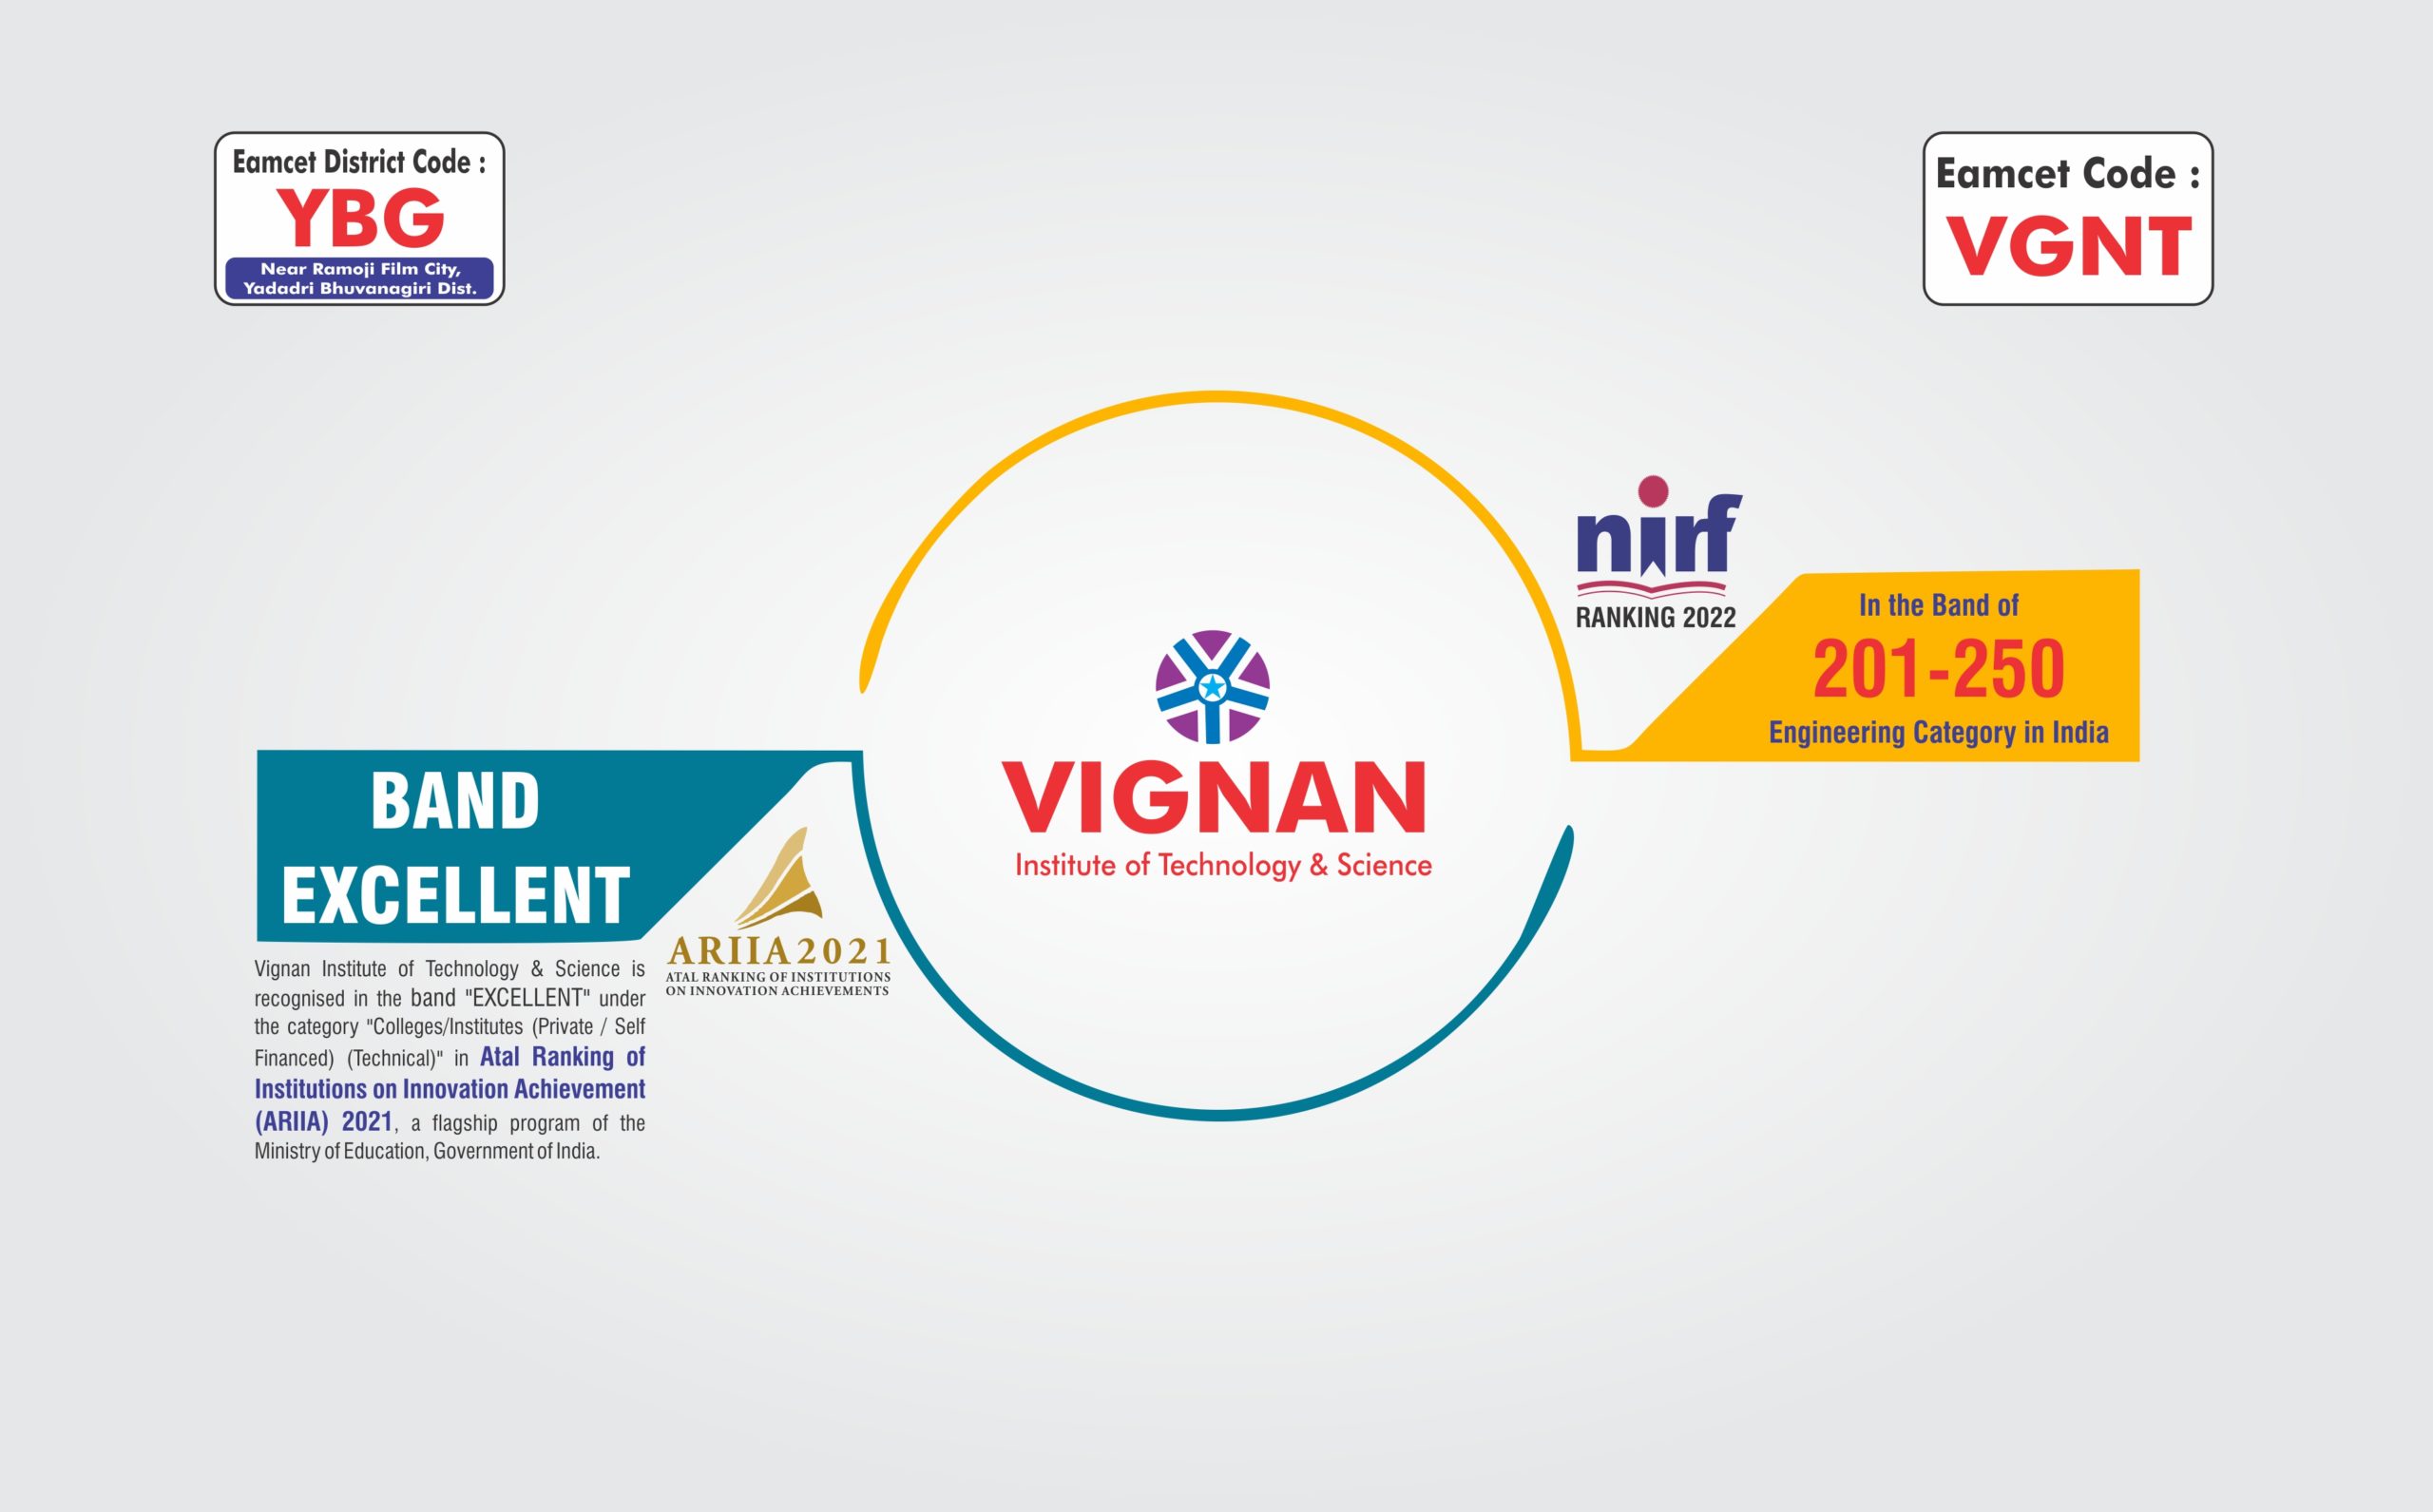 Eamcet District Code :
YBG
Near Ramoji Film City,
Yadadri Bhuvanagiri Dist.
Eamcet Code :
VGNT
nirf
RANKING 2022
In the Band of
201-250
Engineering Category in India
VIGNAN
Institute of Technology & Science
BAND
EXCELLENT
ARIIA2021
ATAL RANKING OF INSTITUTIONS
ON INNOVATION ACHIEVEMENTS
Vignan Institute of Technology & Science is
recognised in the band "EXCELLENT" under
the category "Colleges/Institutes (Private / Self
Financed) (Technical)" in Atal Ranking of
Institutions on Innovation Achievement
(ARIIA) 2021, a flagship program of the
Ministry of Education, Government of India.